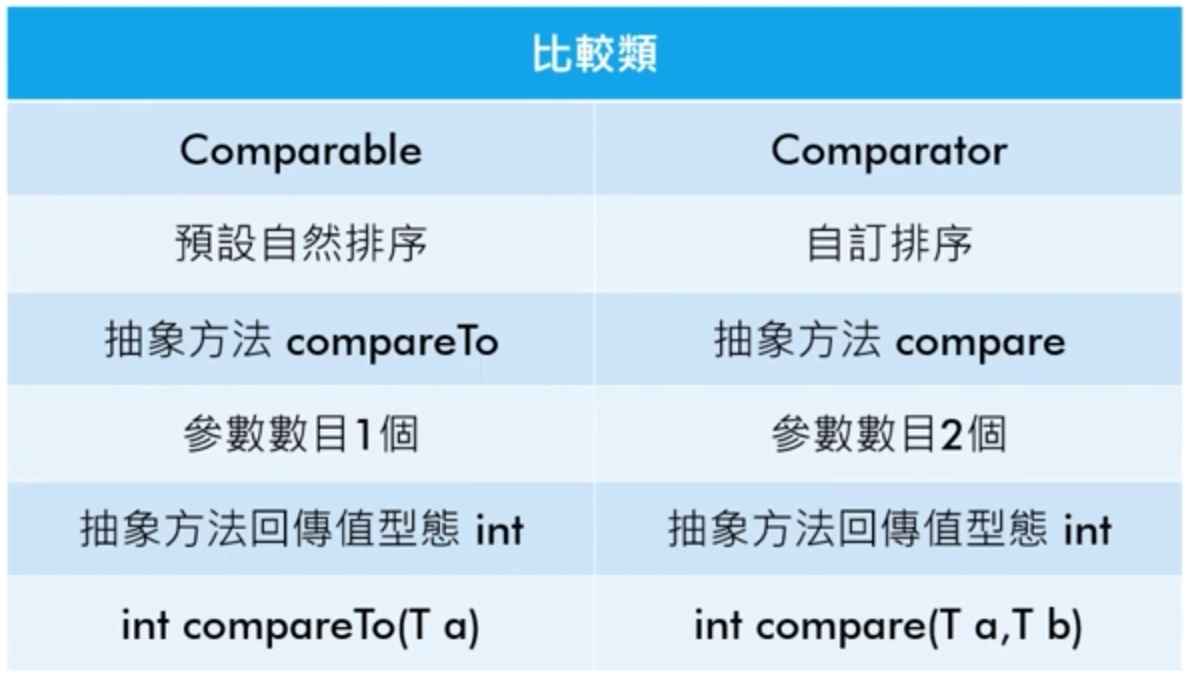 比較類
Comparable
Comparator
預設自然排序
自訂排序
抽象方法 compareTo
抽象方法 compare
參數數目1個
參數數目2個
抽象方法回傳值型態 int
抽象方法回傳值型態 int
int compareTo(T a)
int compare(T a,T b)